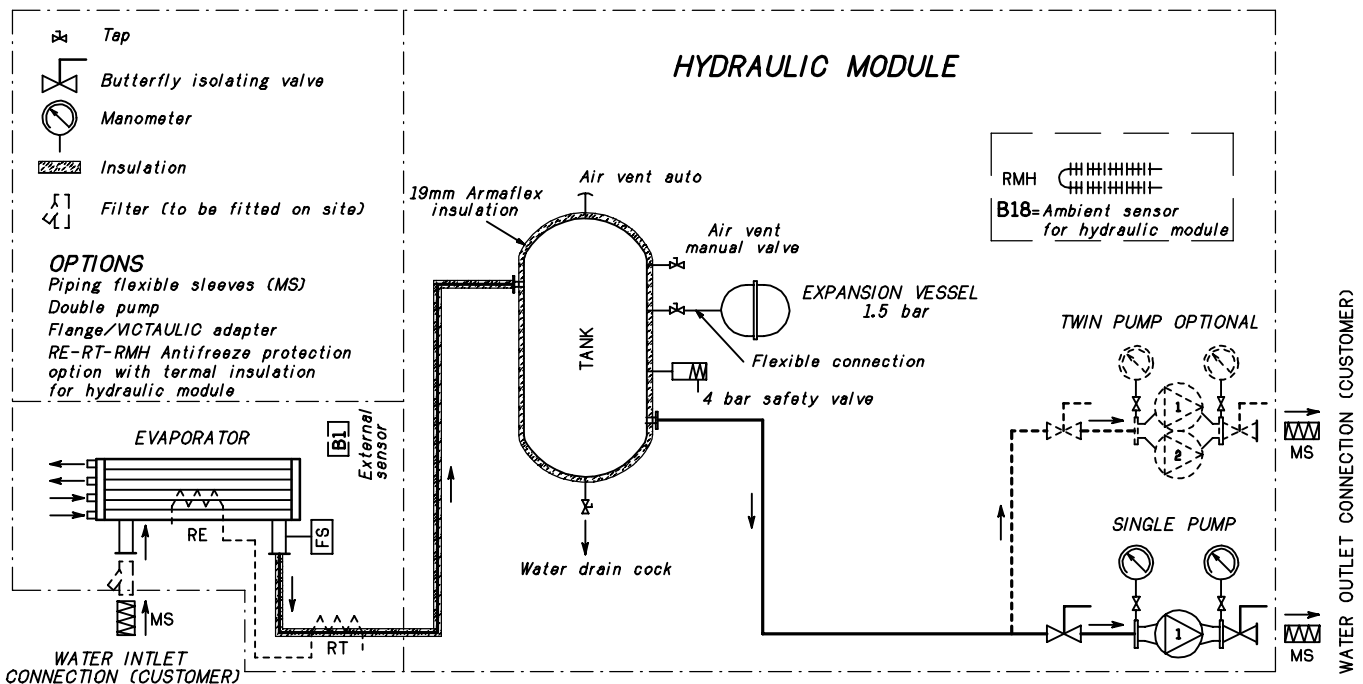 Tap
Butterfly isolating valve
Manometer
Insulation
Filter (to be fitted on site)
OPTIONS
Piping flexible sleeves (MS)
Double pump
Flange/VICTAULIC adapter
RE-RT-RMH Antifreeze protection
option with termal insulation
for hydraulic module
HYDRAULIC MODULE
RMH
B18=Ambient sensor
for hydraulic module
Air vent auto
19mm Armaflex
insulation
Air vent
manual valve
EXPANSION VESSEL
1.5 bar
Flexible connection
TANK
4 bar safety valve
Water drain cock
TWIN PUMP OPTIONAL
1
2
MS
SINGLE PUMP
1
MS
WATER OUTLET CONNECTION (CUSTOMER)
EVAPORATOR
B1
External
sensor
RE
FS
MS
RT
WATER INTLET
CONNECTION (CUSTOMER)